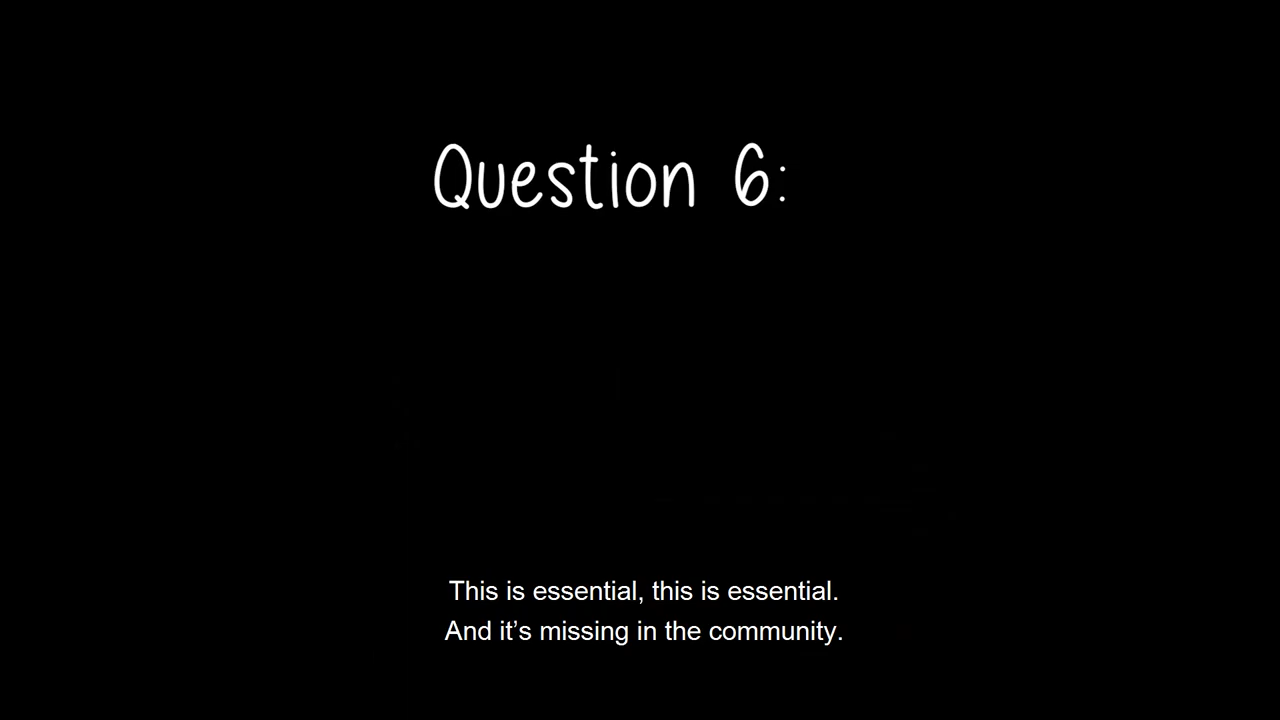 Question 6:
This is essential, this is essential.
And it’s missing in the community.